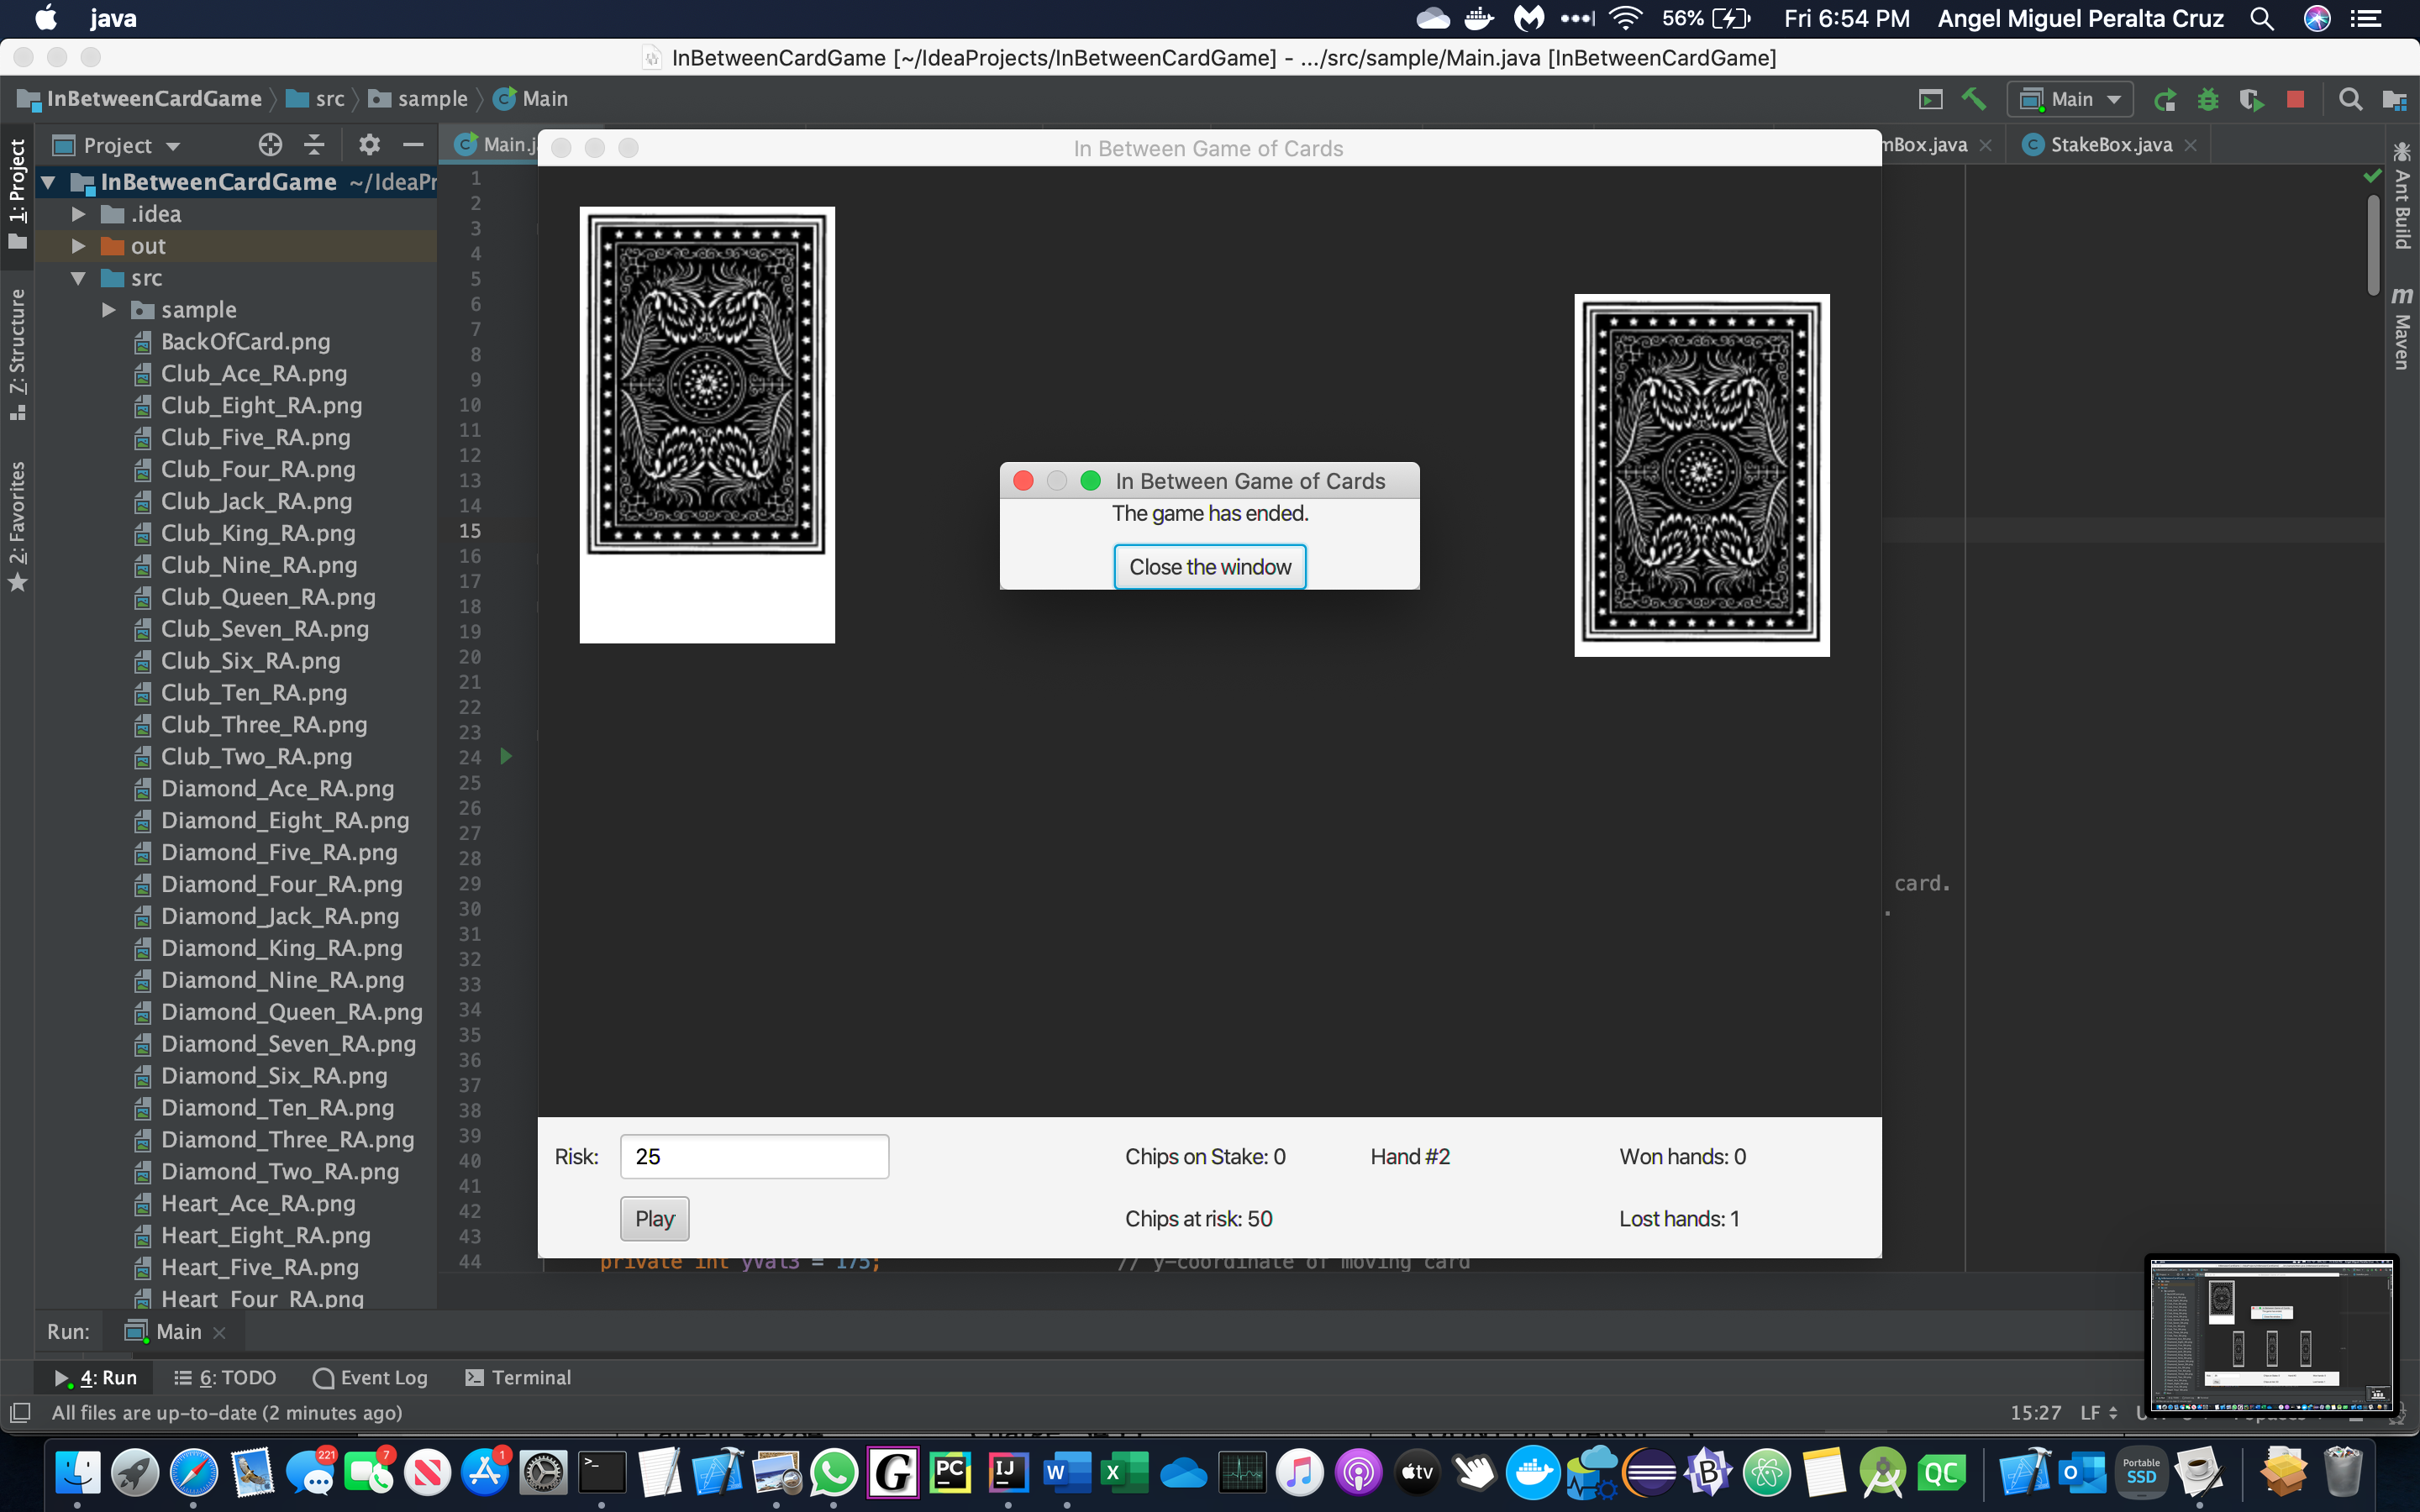 java
56%
Fri 6:54 PM
Angel Miguel Peralta Cruz
InBetweenCardGame [~/IdeaProjects/InBetweenCardGame] - .../src/sample/Main.java [InBetweenCardGame]
InBetweenCardGame
src
sample
Main
Main
Project
Main.j
In Between Game of Cards
mBox.java
StakeBox.java
1: Project
Z: Structure
2: Favorites
Ant Build
m Maven
InBetweenCardGame ~/IdeaPr
.idea
out
src
sample
BackOfCard.png
Club_Ace_RA.png
Club_Eight_RA.png
Club_Five_RA.png
Club_Four_RA.png
Club_Jack_RA.png
Club_King_RA.png
Club_Nine_RA.png
Club_Queen_RA.png
Club_Seven_RA.png
Club_Six_RA.png
Club_Ten_RA.png
Club_Three_RA.png
Club_Two_RA.png
Diamond_Ace_RA.png
Diamond_Eight_RA.png
Diamond_Five_RA.png
Diamond_Four_RA.png
Diamond_Jack_RA.png
Diamond_King_RA.png
Diamond_Nine_RA.png
Diamond_Queen_RA.png
Diamond_Seven_RA.png
Diamond_Six_RA.png
Diamond_Ten_RA.png
Diamond_Three_RA.png
Diamond_Two_RA.png
Heart_Ace_RA.png
Heart_Eight_RA.png
Heart_Five_RA.png
Heart_Four_RA.png
1
2
3
4
5
6
7
8
9
10
11
12
13
14
15
16
17
18
19
20
21
22
23
24
25
26
27
28
29
30
31
32
33
34
35
36
37
38
39
40
41
42
43
44
In Between Game of Cards
The game has ended.
Close the window
card.
.
Risk:
25
Chips on Stake: 0
Hand #2
Won hands: 0
Play
Chips at risk: 50
Lost hands: 1
private int yVal3 = 175; // y-coordinate of moving card
Run:
Main
4: Run
6: TODO
Event Log
Terminal
All files are up-to-date (2 minutes ago)
15:27
LF
221
7
1
G
PC
IJ
W
X
tv
B
QC
O
Portable
SSD